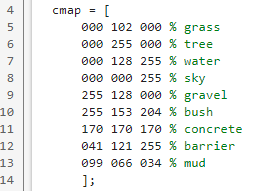 4 cmap = [
5 000 102 000 % grass
6 000 255 000 % tree
7 000 128 255 % water
8 000 000 255 % sky
9 255 128 000 % gravel
10 255 153 204 % bush
11 170 170 170 % concrete
12 041 121 255 % barrier
13 099 066 034 % mud
14 ];